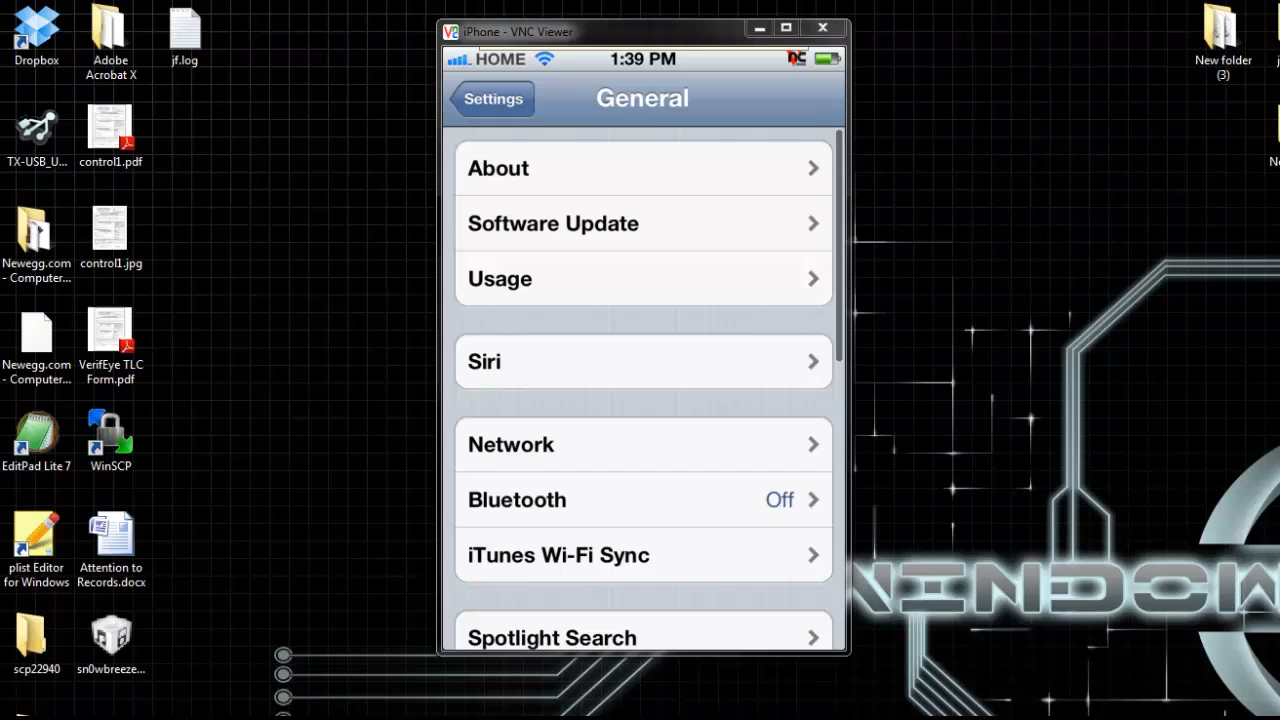 Dropbox
Adobe
Acrobat X
jf.log
TX-USB_U...
control1.pdf
Newegg.com
- Computer...
control1.jpg
Newegg.com
- Computer...
VerifEye TLC
Form.pdf
EditPad Lite 7
WinSCP
plist Editor
for Windows
Attention to
Records.docx
scp22940
sn0wbreeze...
iPhone - VNC Viewer
HOME
1:39 PM
Settings
General
About
Software Update
Usage
Siri
Network
Bluetooth
Off
iTunes Wi-Fi Sync
Spotlight Search
New folder
(3)